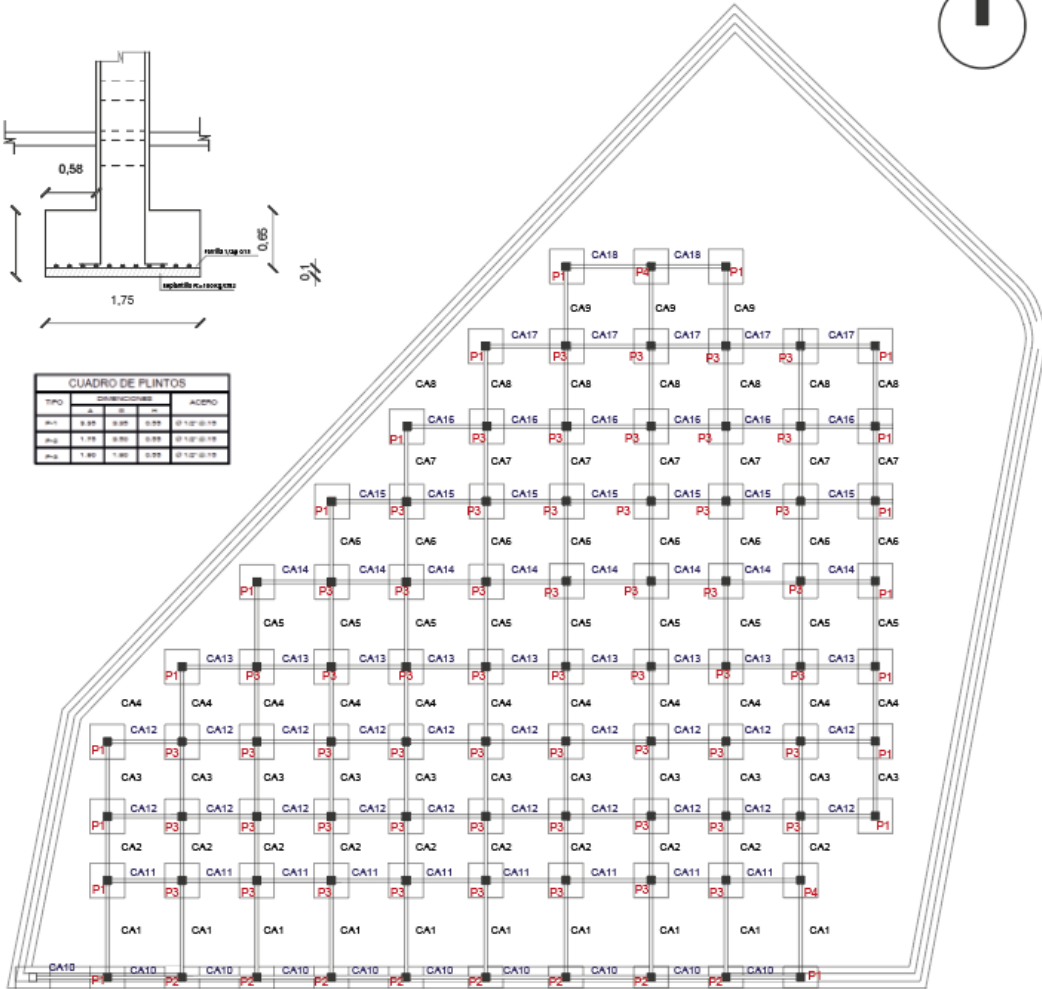 0,58
0,65
0,1
1,75
CUADRO DE PLINTOS
TIPO DIMENCIONES ACERO
A B H
CA18 CA18
P1 P4 P1
CA9 CA9 CA9
CA17 CA17 CA17 CA17 CA17
P1 P3 P3 P3 P3 P1
CA8 CA8 CA8 CA8 CA8 CA8 CA8
CA16 CA16 CA16 CA16 CA16 CA16
P1 P3 P3 P3 P3 P3 P1
CA7 CA7 CA7 CA7 CA7 CA7 CA7
CA15 CA15 CA15 CA15 CA15 CA15 CA15
P1 P3 P3 P3 P3 P3 P3 P1
CA6 CA6 CA6 CA6 CA6 CA6 CA6 CA6
CA14 CA14 CA14 CA14 CA14 CA14 CA14 CA14
P1 P3 P3 P3 P3 P3 P3 P3 P1
CA5 CA5 CA5 CA5 CA5 CA5 CA5 CA5 CA5
CA13 CA13 CA13 CA13 CA13 CA13 CA13 CA13 CA13
P1 P3 P3 P3 P3 P3 P3 P3 P3 P1
CA4 CA4 CA4 CA4 CA4 CA4 CA4 CA4 CA4 CA4 CA4
CA12 CA12 CA12 CA12 CA12 CA12 CA12 CA12 CA12 CA12
P1 P3 P3 P3 P3 P3 P3 P3 P3 P3 P1
CA3 CA3 CA3 CA3 CA3 CA3 CA3 CA3 CA3 CA3 CA3
CA12 CA12 CA12 CA12 CA12 CA12 CA12 CA12 CA12 CA12
P1 P3 P3 P3 P3 P3 P3 P3 P3 P3 P1
CA2 CA2 CA2 CA2 CA2 CA2 CA2 CA2 CA2 CA2
CA11 CA11 CA11 CA11 CA11 CA11 CA11 CA11 CA11
P1 P3 P3 P3 P3 P3 P3 P3 P3 P4
CA1 CA1 CA1 CA1 CA1 CA1 CA1 CA1 CA1 CA1
CA10 CA10 CA10 CA10 CA10 CA10 CA10 CA10 CA10 CA10
P1 P2 P2 P2 P2 P2 P2 P2 P2 P1